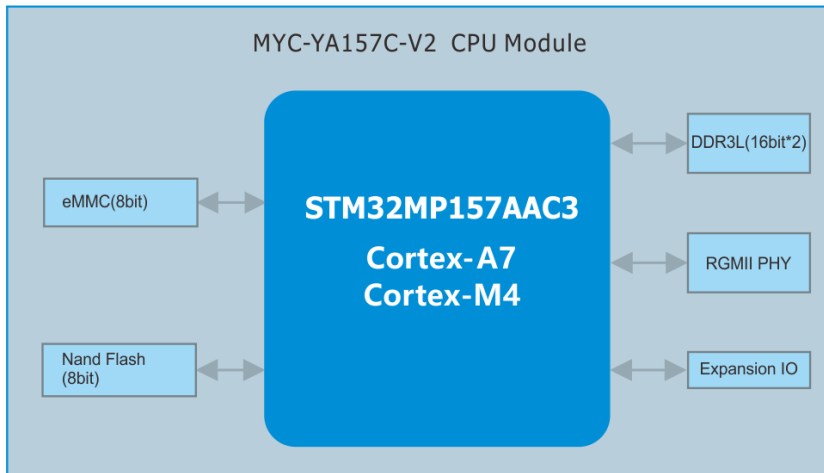 MYC-YA157C-V2 CPU Module
DDR3L(16bit*2)
eMMC(8bit)
STM32MP157AAC3
Cortex-A7
Cortex-M4
RGMII PHY
Nand Flash
(8bit)
Expansion IO